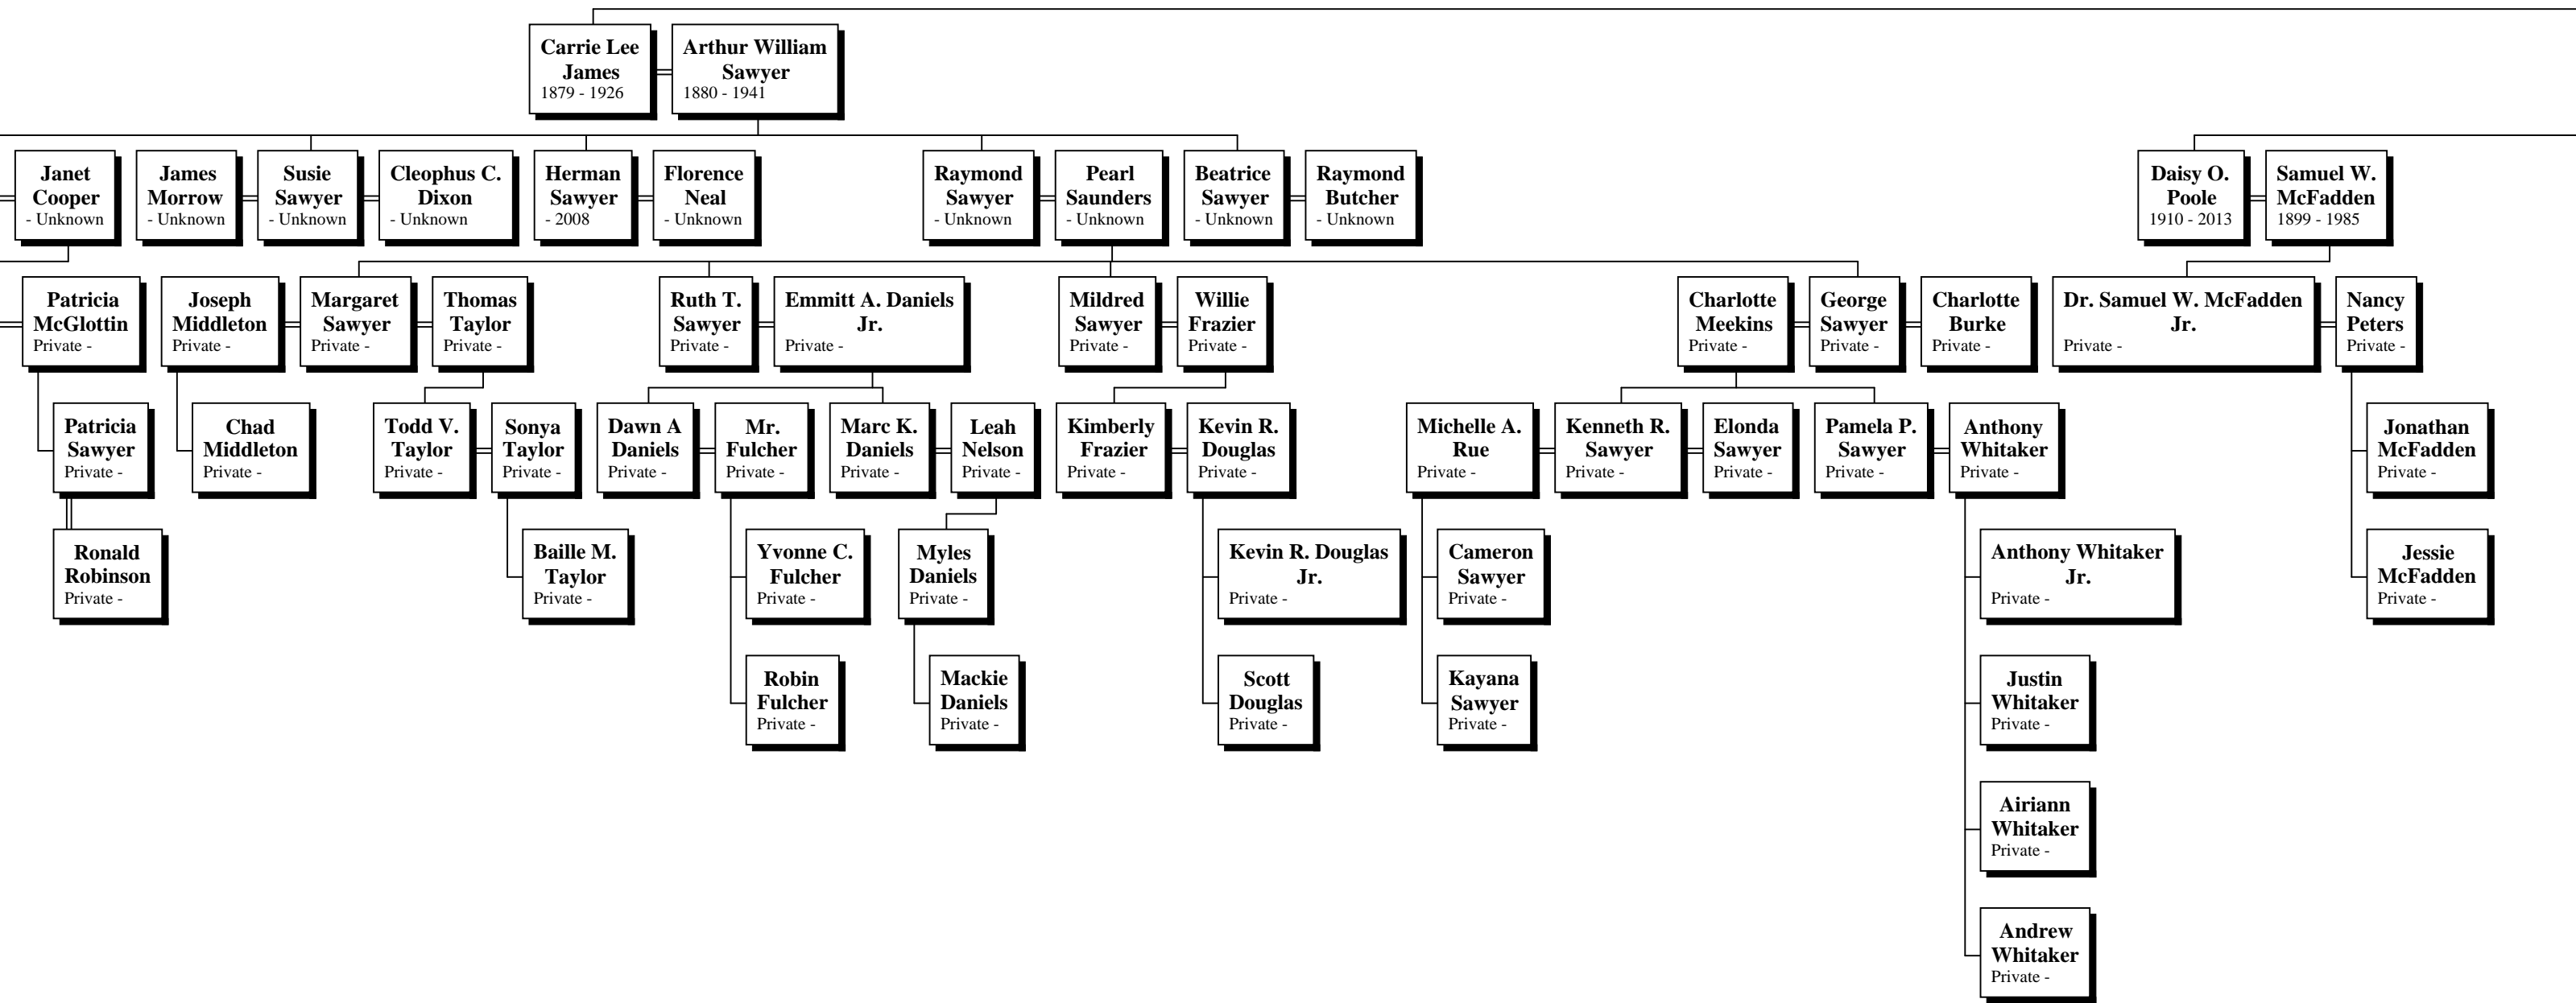 Carrie Lee
James
1879 - 1926
Arthur William
Sawyer
1880 - 1941
Janet
Cooper
- Unknown
James
Morrow
- Unknown
Susie
Sawyer
- Unknown
Cleophus C.
Dixon
- Unknown
Herman
Sawyer
- 2008
Florence
Neal
- Unknown
Raymond
Sawyer
- Unknown
Pearl
Saunders
- Unknown
Beatrice
Sawyer
- Unknown
Raymond
Butcher
- Unknown
Daisy O.
Poole
1910 - 2013
Samuel W.
McFadden
1899 - 1985
Patricia
McGlottin
Private -
Joseph
Middleton
Private -
Margaret
Sawyer
Private -
Thomas
Taylor
Private -
Ruth T.
Sawyer
Private -
Emmitt A. Daniels
Jr.
Private -
Mildred
Sawyer
Private -
Willie
Frazier
Private -
Charlotte
Meekins
Private -
George
Sawyer
Private -
Charlotte
Burke
Private -
Dr. Samuel W. McFadden
Jr.
Private -
Nancy
Peters
Private -
Patricia
Sawyer
Private -
Chad
Middleton
Private -
Todd V.
Taylor
Private -
Sonya
Taylor
Private -
Dawn A
Daniels
Private -
Mr.
Fulcher
Private -
Marc K.
Daniels
Private -
Leah
Nelson
Private -
Kimberly
Frazier
Private -
Kevin R.
Douglas
Private -
Michelle A.
Rue
Private -
Kenneth R.
Sawyer
Private -
Elonda
Sawyer
Private -
Pamela P.
Sawyer
Private -
Anthony
Whitaker
Private -
Jonathan
McFadden
Private -
Ronald
Robinson
Private -
Baille M.
Taylor
Private -
Yvonne C.
Fulcher
Private -
Myles
Daniels
Private -
Kevin R. Douglas
Jr.
Private -
Cameron
Sawyer
Private -
Anthony Whitaker
Jr.
Private -
Jessie
McFadden
Private -
Robin
Fulcher
Private -
Mackie
Daniels
Private -
Scott
Douglas
Private -
Kayana
Sawyer
Private -
Justin
Whitaker
Private -
Airiann
Whitaker
Private -
Andrew
Whitaker
Private -